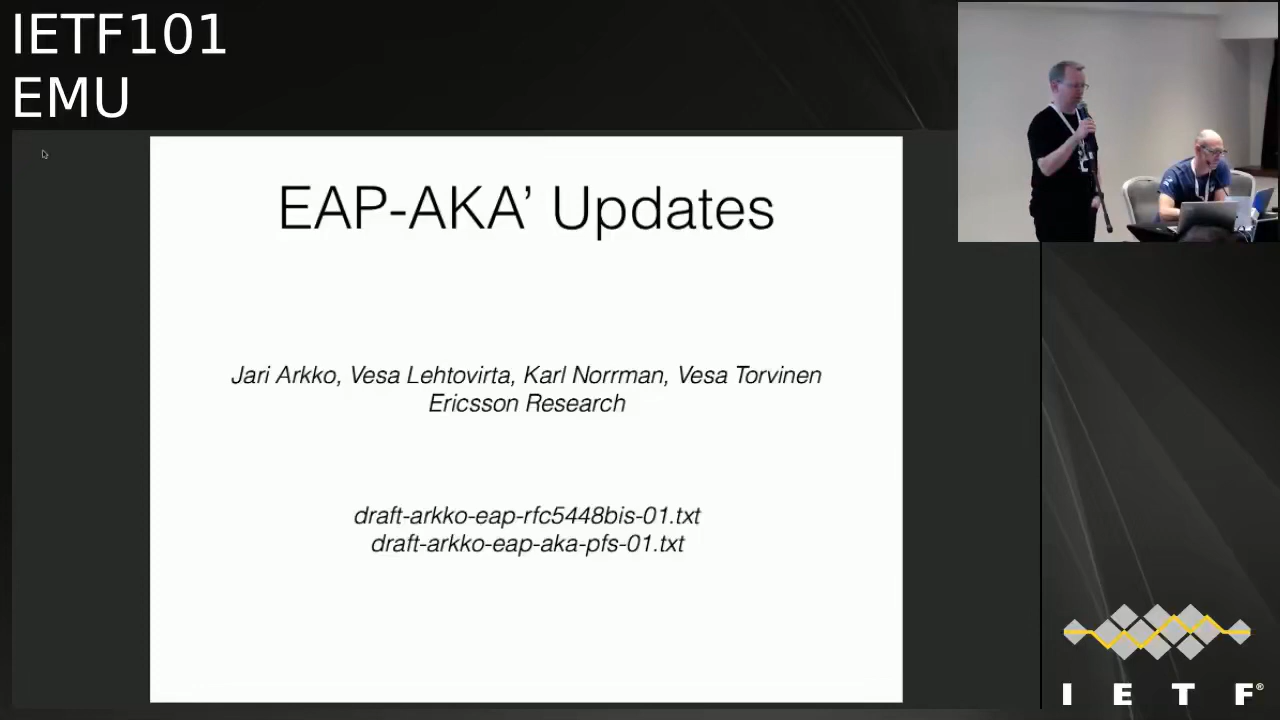 IETF101
EMU
EAP-AKA’ Updates
Jari Arkko, Vesa Lehtovirta, Karl Norrman, Vesa Torvinen
Ericsson Research
draft-arkko-eap-rfc5448bis-01.txt
draft-arkko-eap-aka-pfs-01.txt
I E T F®